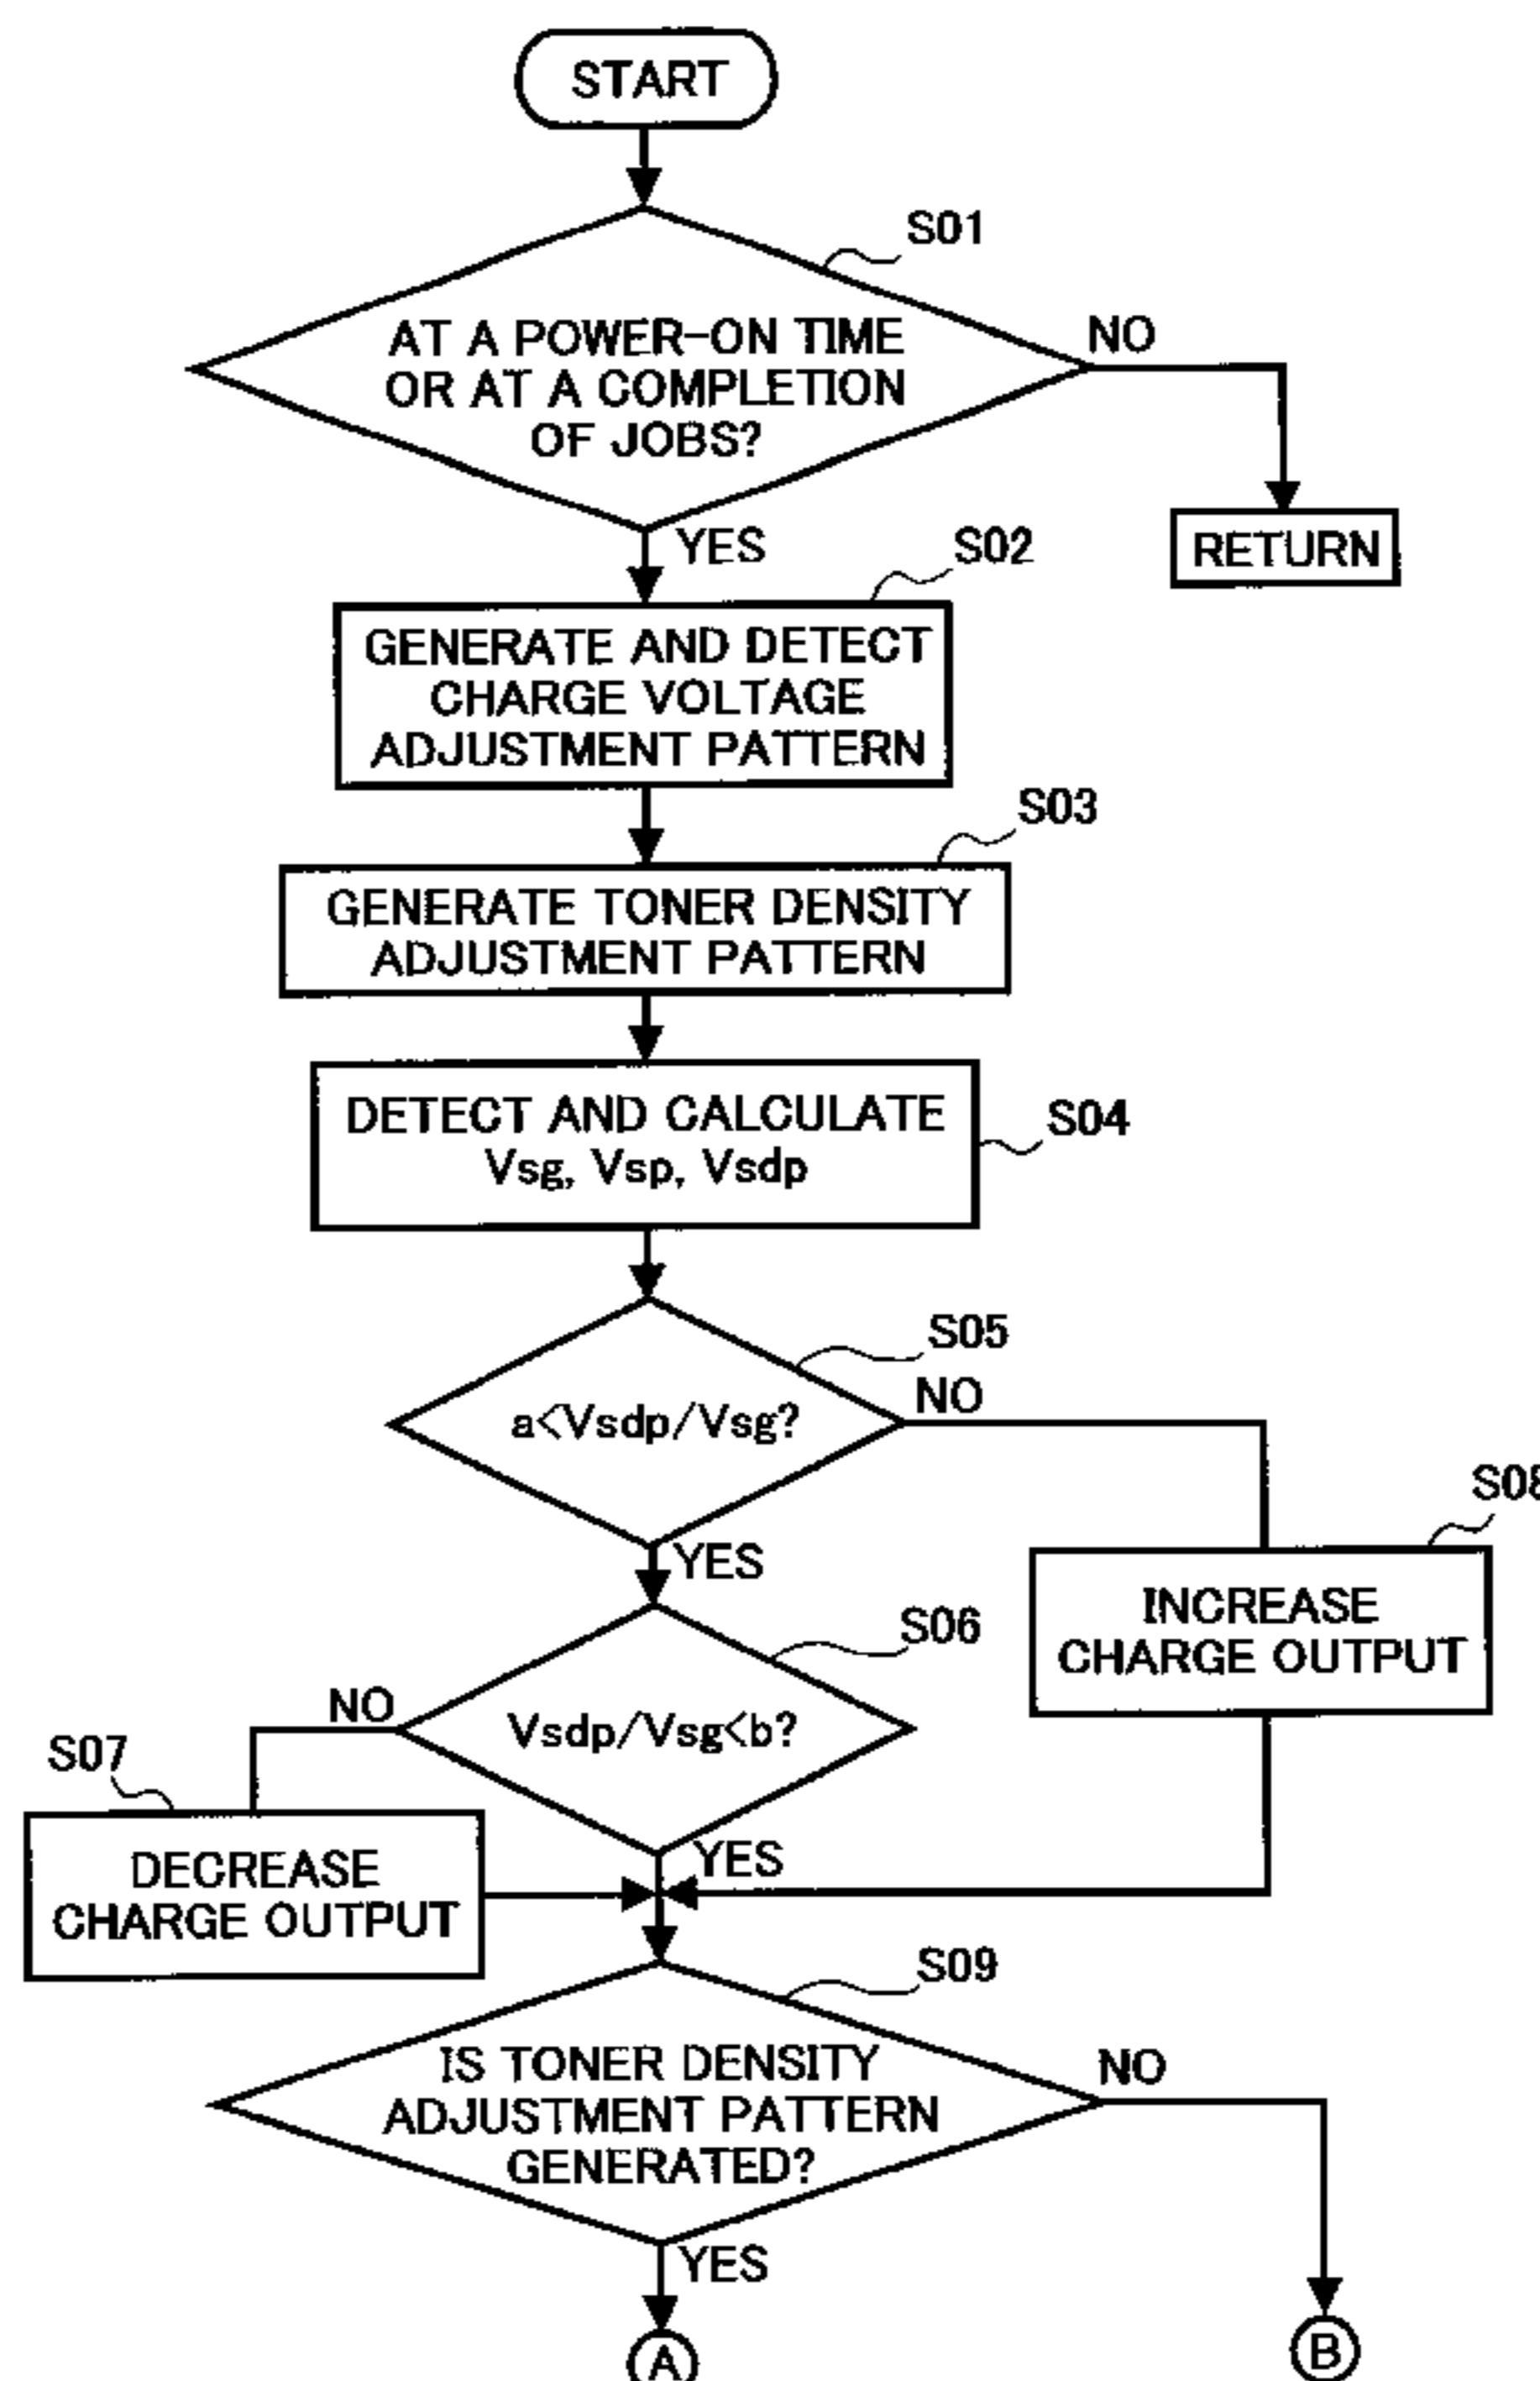 START
S01
AT A POWER-ON TIME
OR AT A COMPLETION
OF JOBS?
NO
RETURN
YES
S02
GENERATE AND DETECT
CHARGE VOLTAGE
ADJUSTMENT PATTERN
S03
GENERATE TONER DENSITY
ADJUSTMENT PATTERN
S04
DETECT AND CALCULATE
Vsg, Vsp, Vsdp
S05
a<Vsdp/Vsg?
NO
YES
S08
INCREASE
CHARGE OUTPUT
S06
Vsdp/Vsg<b?
NO
S07
DECREASE
CHARGE OUTPUT
YES
S09
IS TONER DENSITY
ADJUSTMENT PATTERN
GENERATED?
NO
YES
A
B